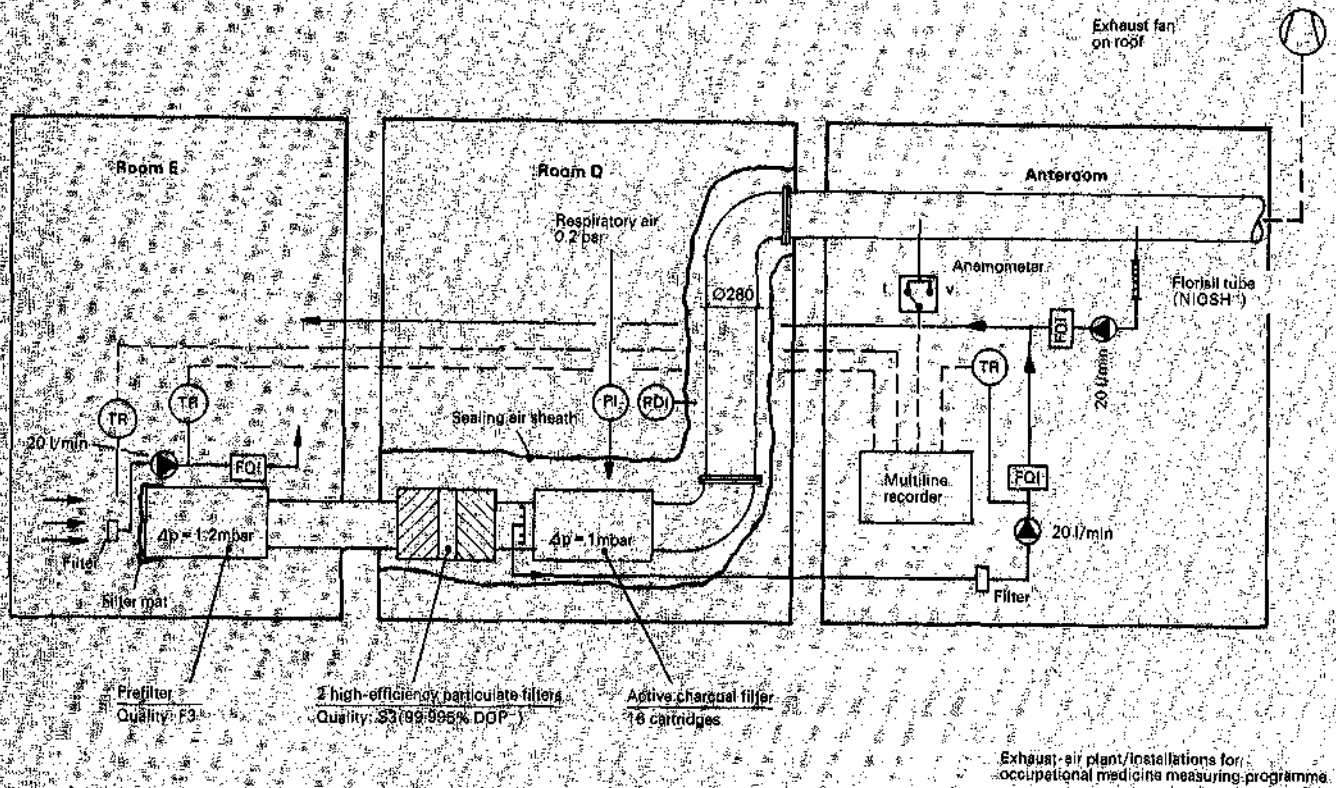 Exhaust fan
on roof
Room E
Room D
Anteroom
Respiratory air
0.2 bar
Anemometer
t
v
Florisil tube
(NIOSH)
Ø280
FQI
20 l/min
TR
TR
TR
PI
PDI
Sealing air sheath
20 l/min
FQI
Multiline
recorder
FQI
Δp = 1.2mbar
Δp = 1mbar
20 l/min
Filter
Filter mat
Filter
Prefilter
Quality: F3
2 high-efficiency particulate filters
Quality: S3(99.995% DOP)
Active charcoal filter
16 cartridges
Exhaust-air plant/installations for
occupational medicine measuring programme